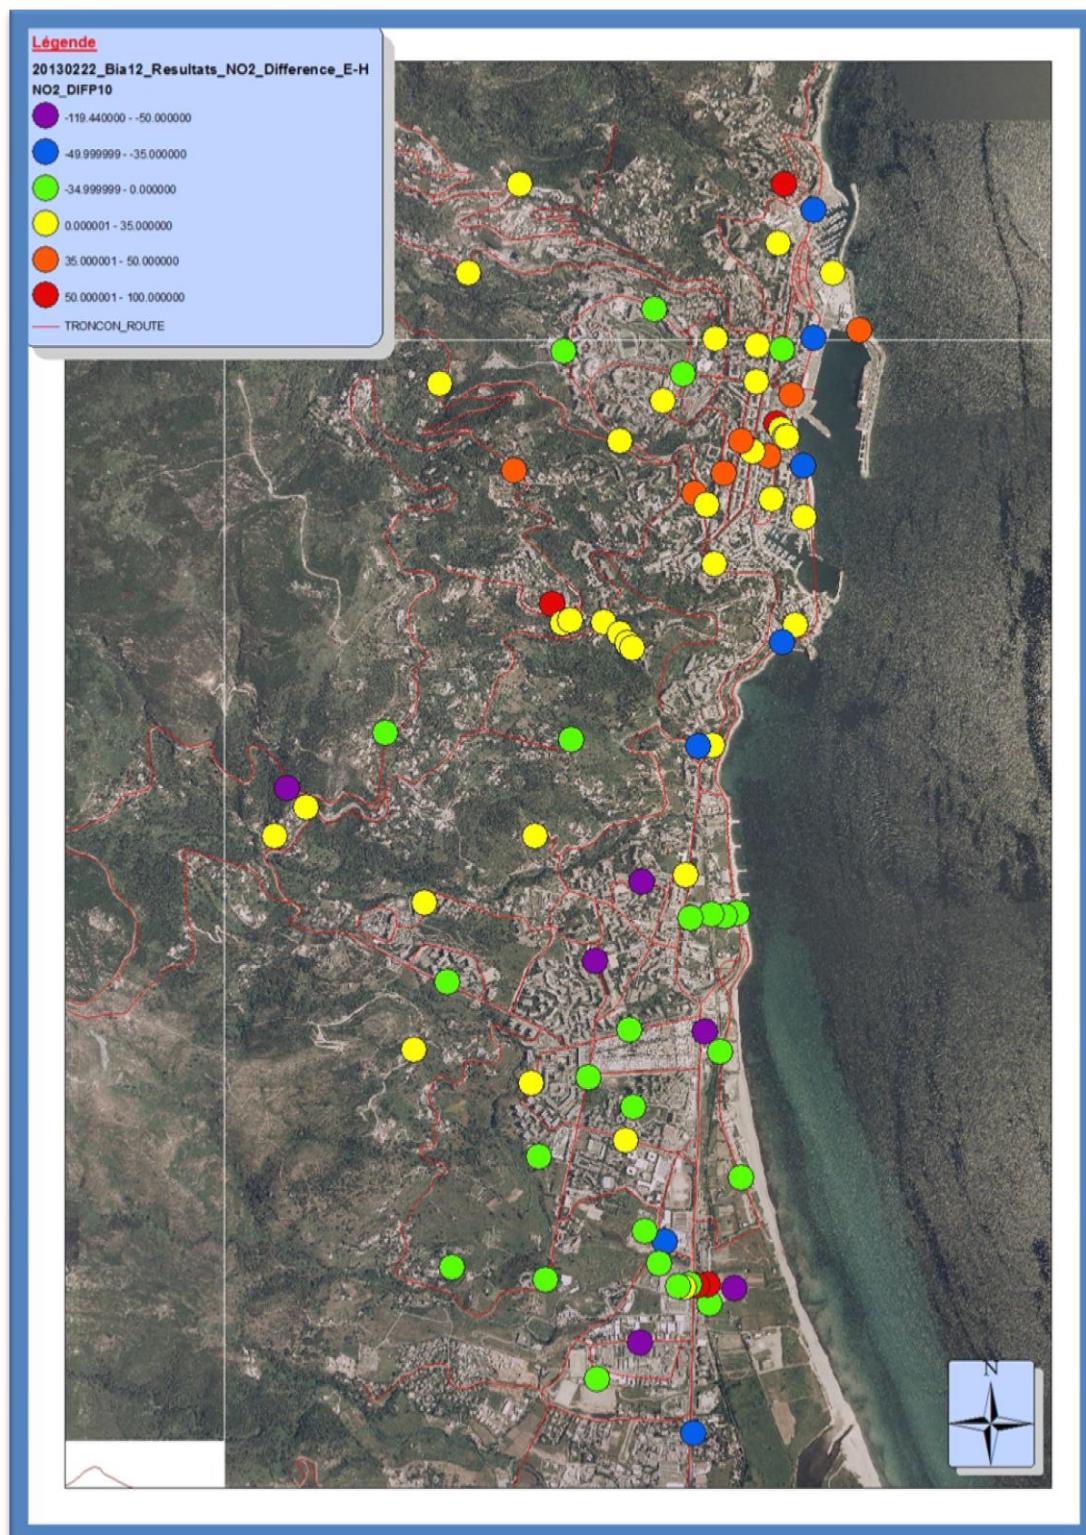 Légende
20130222_Bia12_Resultats_NO2_Difference_E-H
NO2_DIFP10
-119.440000 - -50.000000
-49.999999 - -35.000000
-34.999999 - 0.000000
0.000001 - 35.000000
35.000001 - 50.000000
50.000001 - 100.000000
TRONCON_ROUTE
N